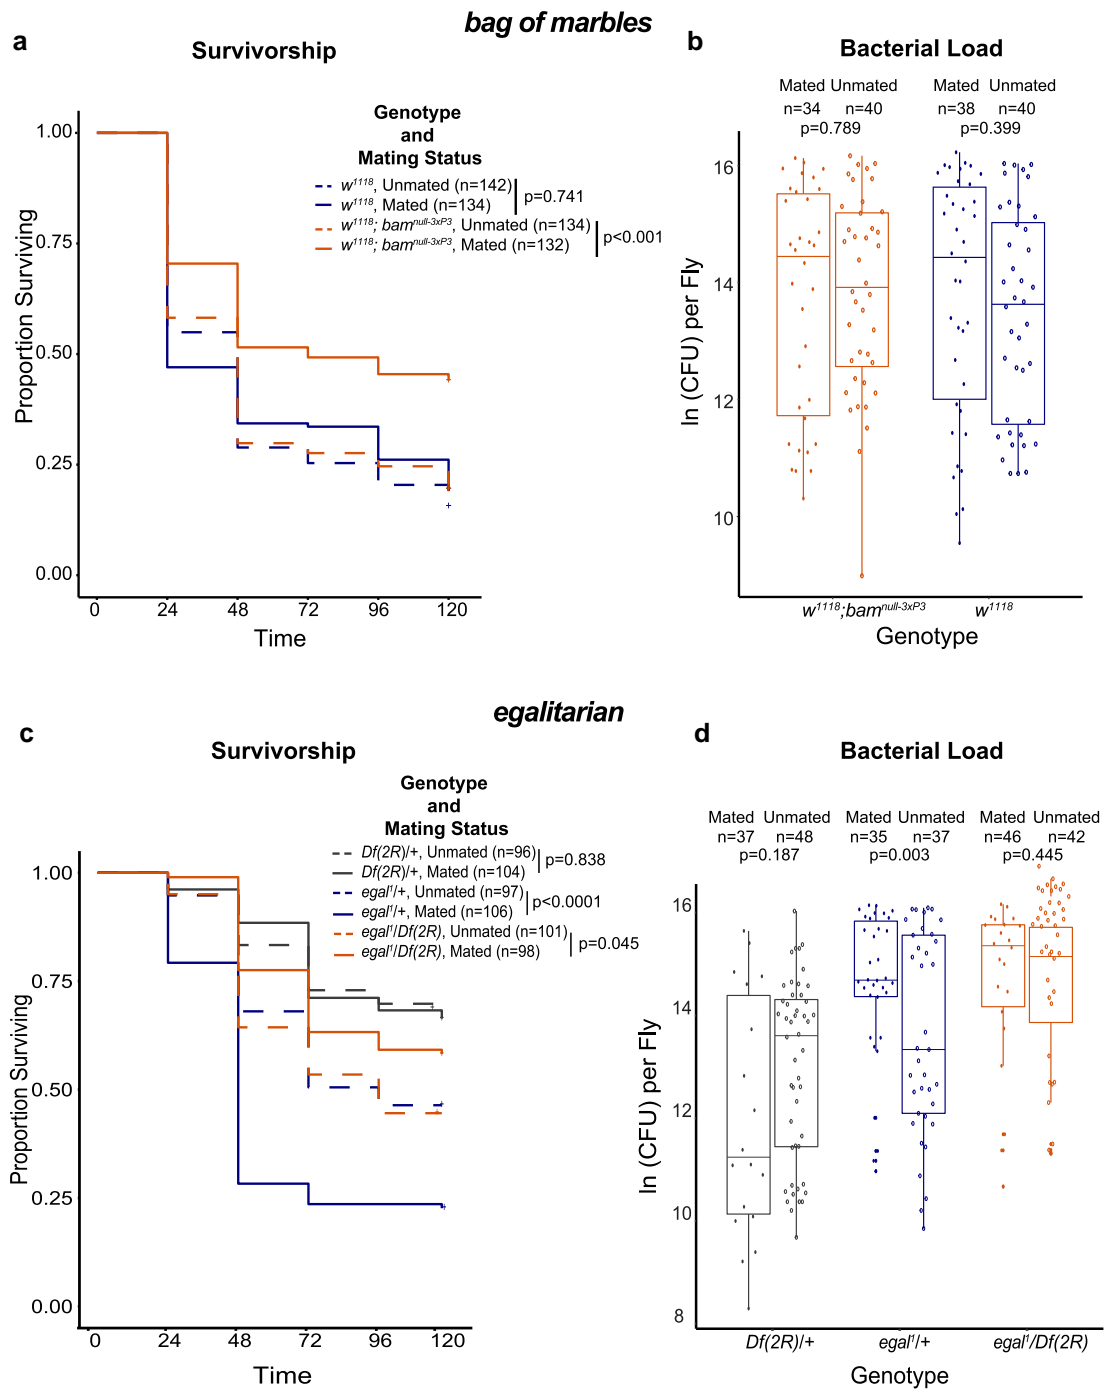 bag of marbles
a
Survivorship
Genotype
and
Mating Status
w1118, Unmated (n=142)
w1118, Mated (n=134)
p=0.741
w1118; bamnull-3xP3, Unmated (n=134)
w1118; bamnull-3xP3, Mated (n=132)
p<0.001
Proportion Surviving
1.00
0.75
0.50
0.25
0.00
0 24 48 72 96 120
Time
b
Bacterial Load
Mated Unmated Mated Unmated
n=34 n=40 n=38 n=40
p=0.789 p=0.399
ln (CFU) per Fly
16
14
12
10
w1118;bamnull-3xP3 w1118
Genotype
egalitarian
c
Survivorship
Genotype
and
Mating Status
Df(2R)/+, Unmated (n=96)
Df(2R)/+, Mated (n=104)
p=0.838
egal1/+, Unmated (n=97)
egal1/+, Mated (n=106)
p<0.0001
egal1/Df(2R), Unmated (n=101)
egal1/Df(2R), Mated (n=98)
p=0.045
Proportion Surviving
1.00
0.75
0.50
0.25
0.00
0 24 48 72 96 120
Time
d
Bacterial Load
Mated Unmated Mated Unmated Mated Unmated
n=37 n=48 n=35 n=37 n=46 n=42
p=0.187 p=0.003 p=0.445
ln (CFU) per Fly
16
14
12
10
8
Df(2R)/+ egal1/+ egal1/Df(2R)
Genotype